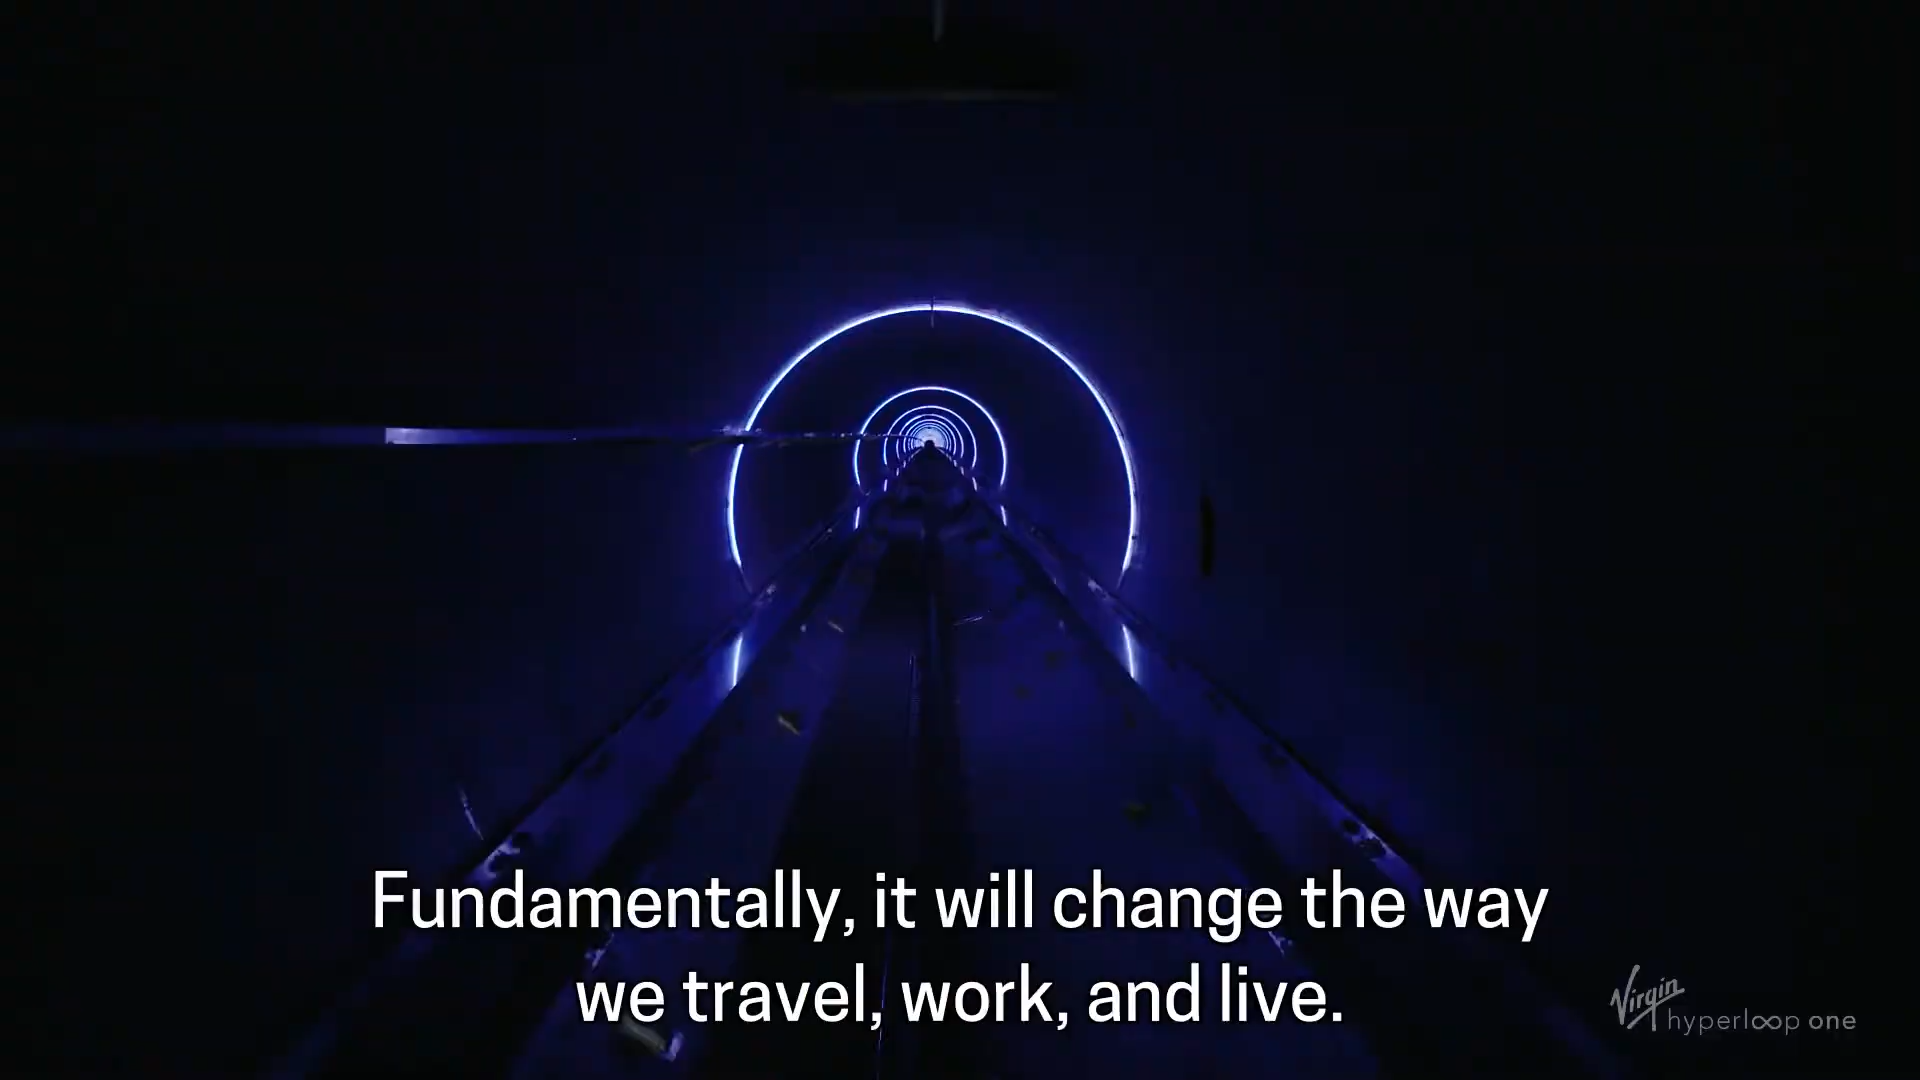 Fundamentally, it will change the way
we travel, work, and live.
Virgin
hyperloop one